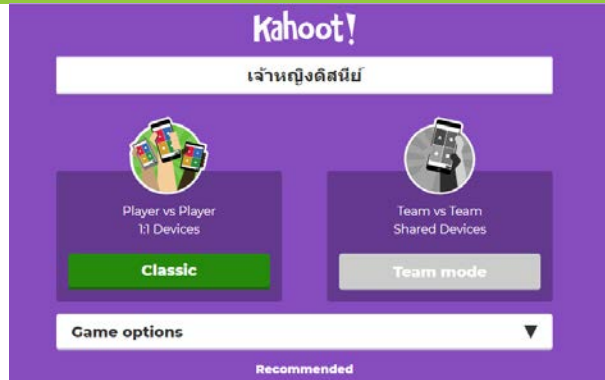 Kahoot!
เจ้าหญิงดิสนีย์
Player vs Player
1:1 Devices
Classic
Team vs Team
Shared Devices
Team mode
Game options
Recommended